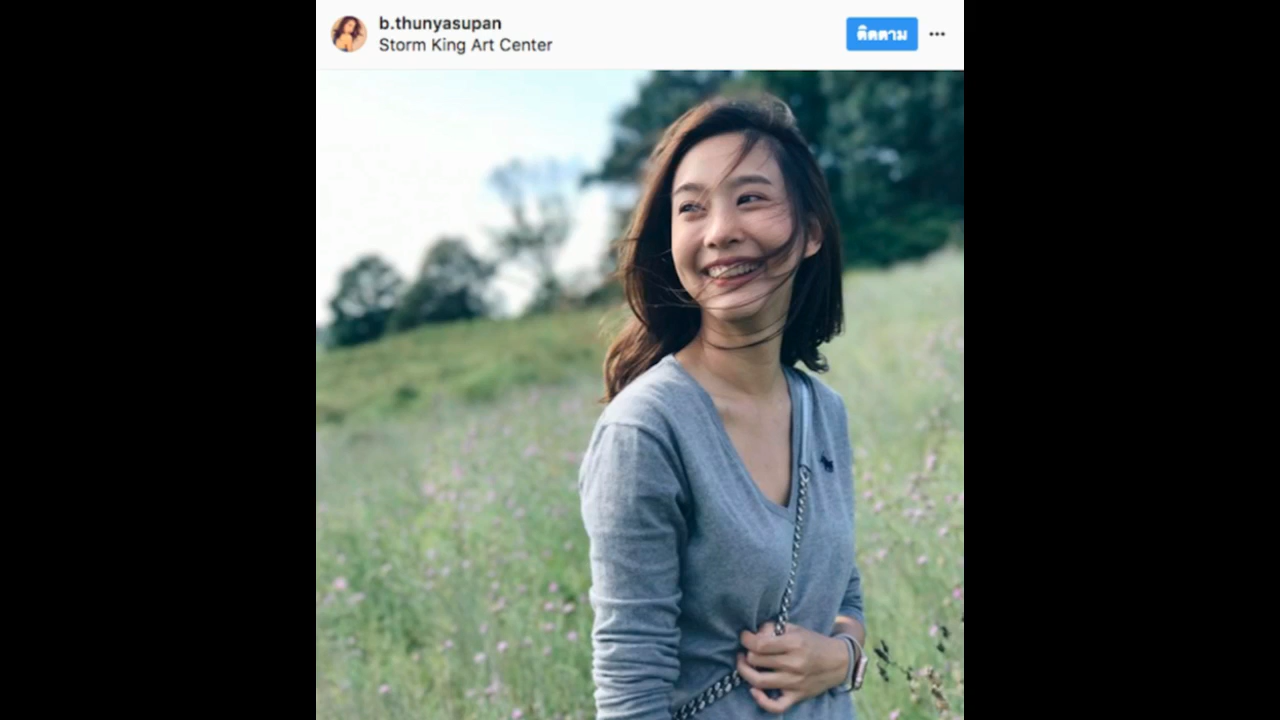 b.thunyasupan
Storm King Art Center
ติดตาม